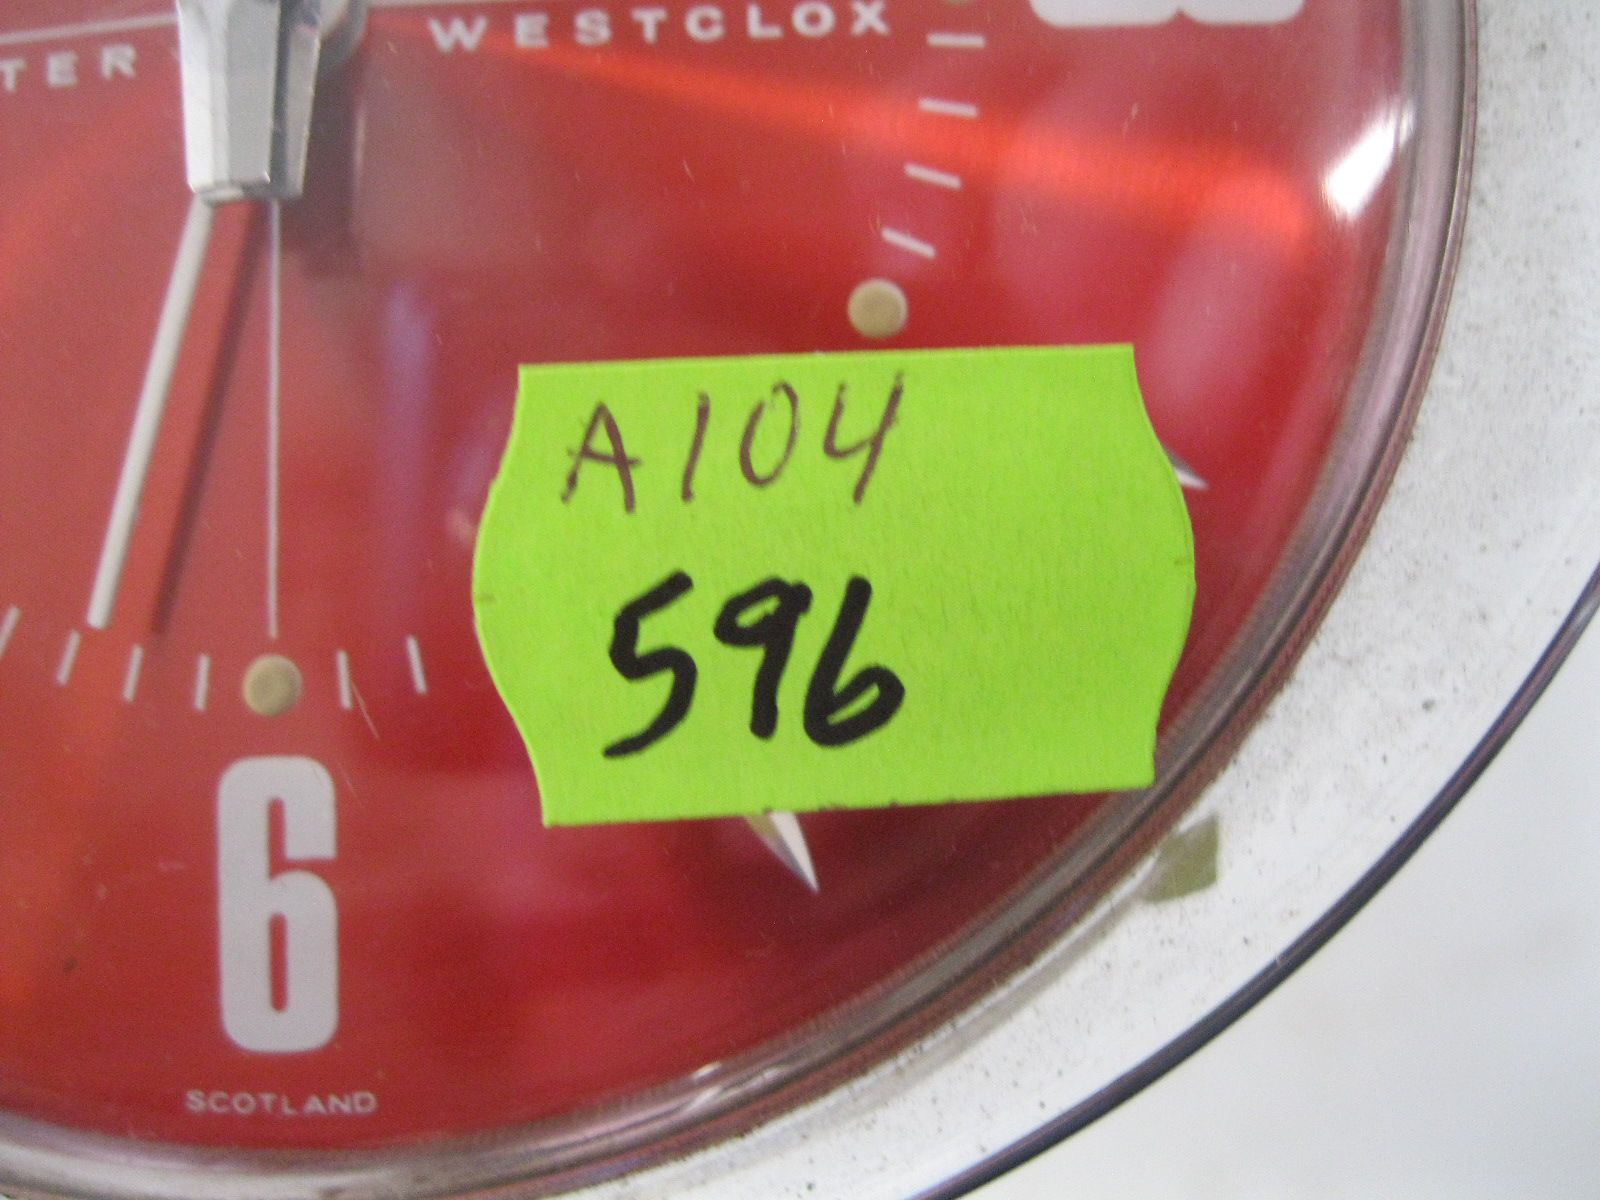 TER WESTCLOX
A104
596
6
SCOTLAND